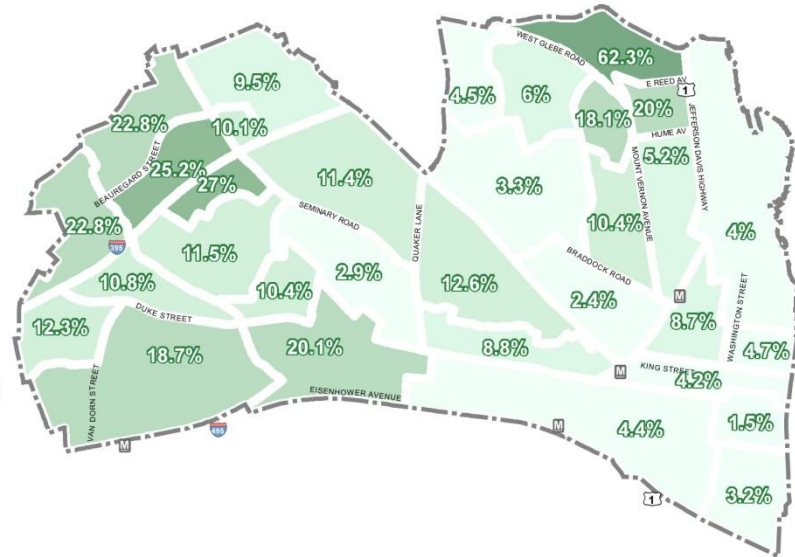 WEST GLEBE ROAD
62.3%
9.5%
4.5%
6%
E REED AV
1
22.8%
10.1%
18.1%
20%
HUME AV
BEAUREGARD STREET
25.2%
27%
11.4%
3.3%
5.2%
JEFFERSON DAVIS HIGHWAY
MOUNT VERNON AVENUE
22.8%
395
11.5%
SEMINARY ROAD
QUAKER LANE
10.4%
4%
10.8%
10.4%
2.9%
12.6%
BRADDOCK ROAD
2.4%
M
WASHINGTON STREET
12.3%
DUKE STREET
18.7%
20.1%
8.8%
8.7%
4.7%
VAN DORN STREET
EISENHOWER AVENUE
M
KING STREET
4.2%
M
495
M
4.4%
1.5%
1
3.2%